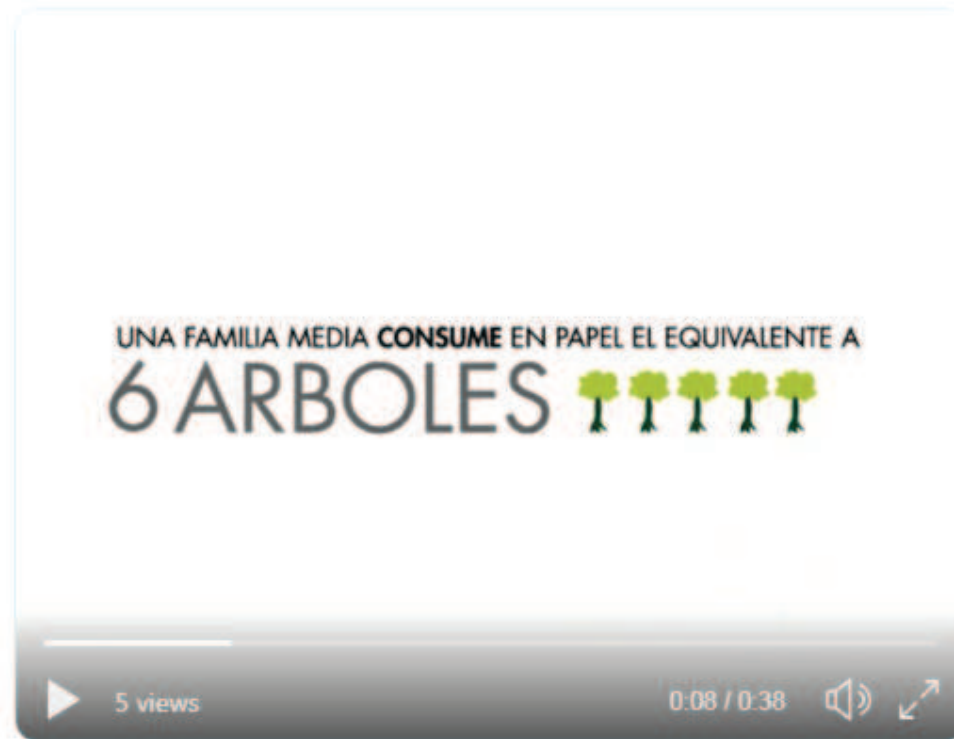 UNA FAMILIA MEDIA CONSUME EN PAPEL EL EQUIVALENTE A
6 ARBOLES
5 views
0:08 / 0:38